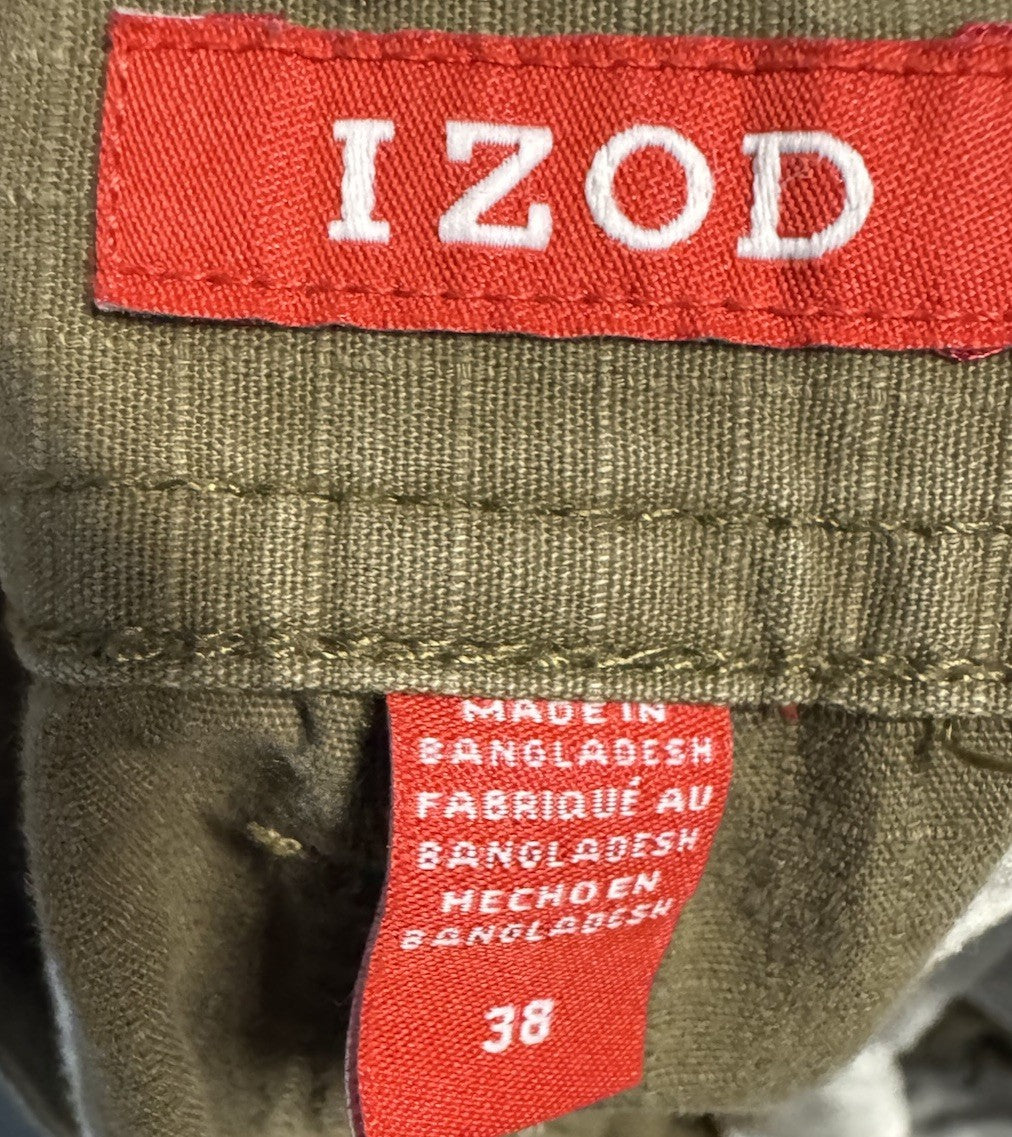 IZOD
MADE IN
BANGLADESH
FABRIQUÉ AU
BANGLADESH
HECHO EN
BANGLADESH
38